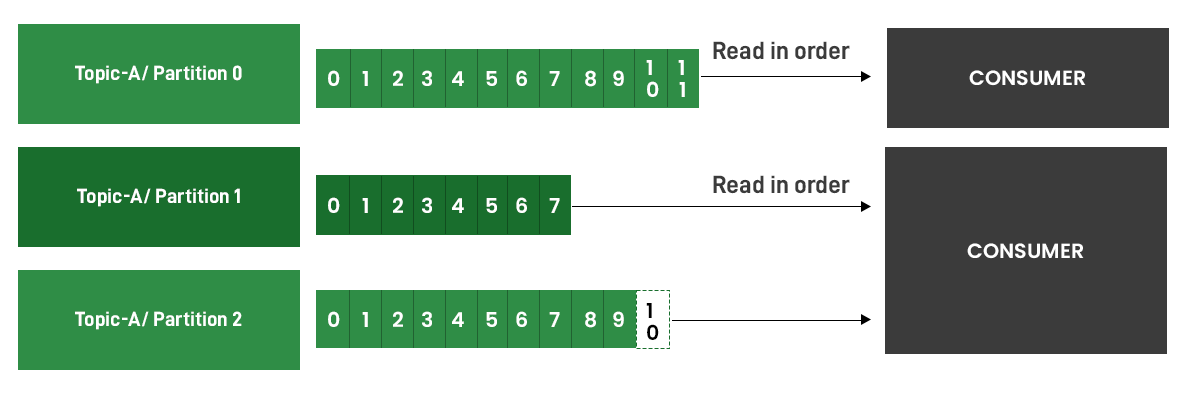 Topic-A/ Partition 0
0 1 2 3 4 5 6 7 8 9 10 11
Read in order
CONSUMER
Topic-A/ Partition 1
0 1 2 3 4 5 6 7
Read in order
CONSUMER
Topic-A/ Partition 2
0 1 2 3 4 5 6 7 8 9 10